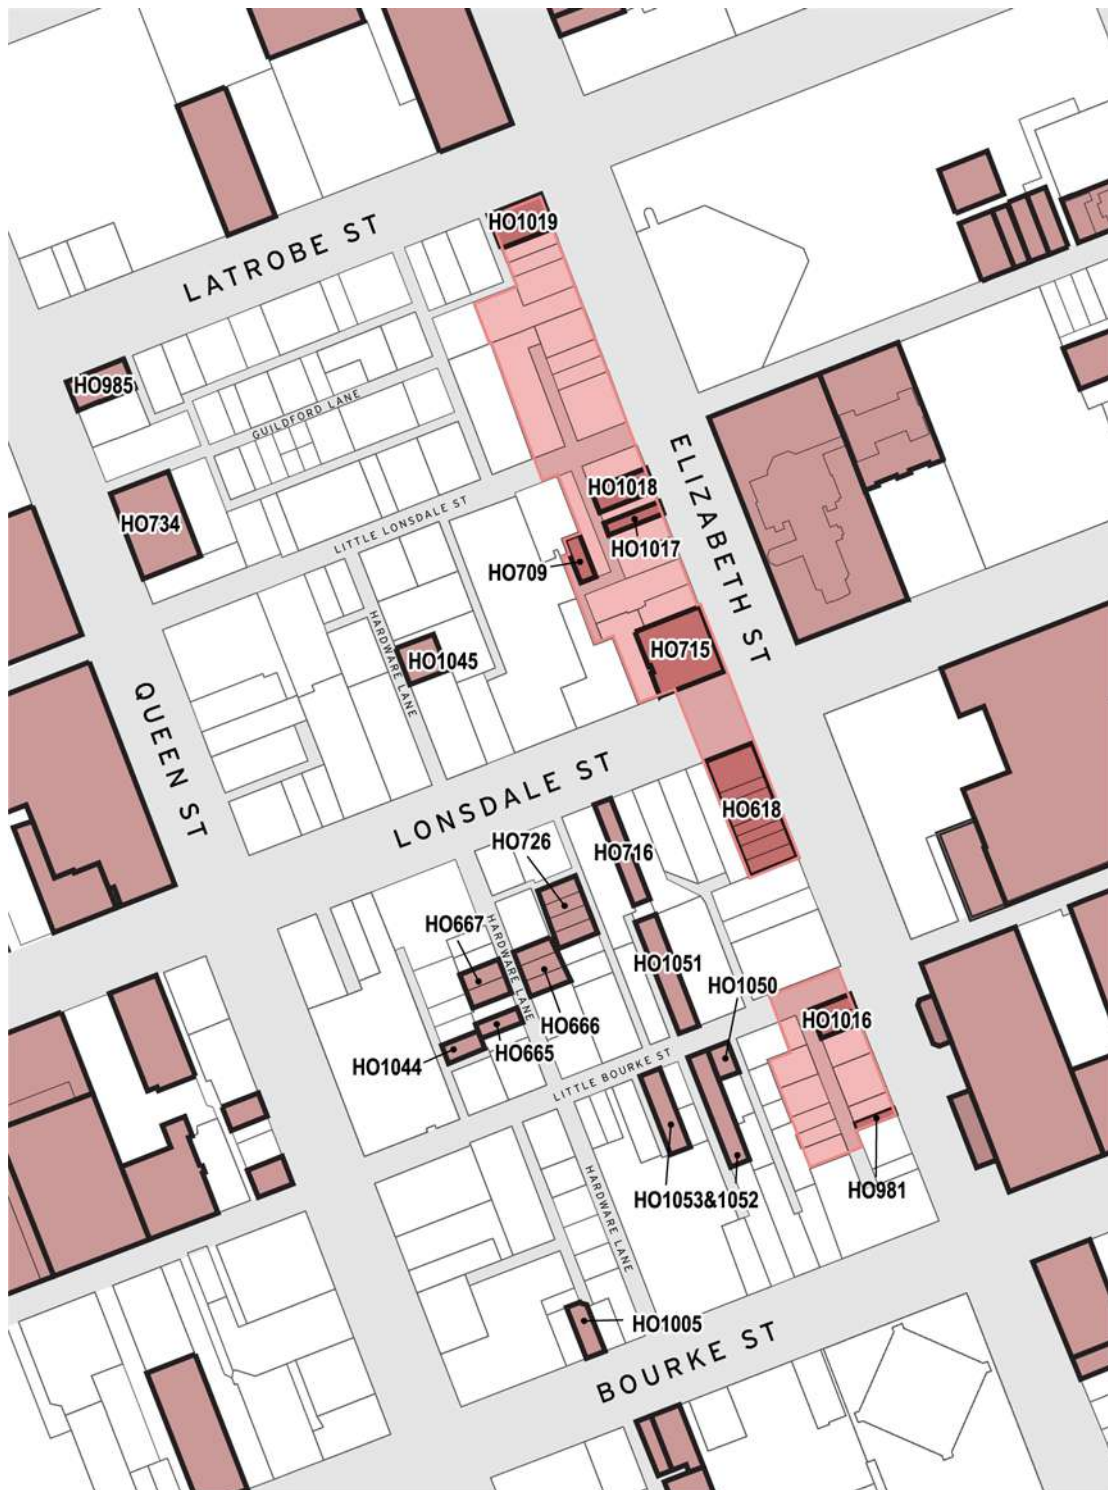 HO1019
LATROBE ST
HO985
GUILDFORD LANE
ELIZABETH ST
HO1018
HO734
LITTLE LONSDALE ST
HO1017
HO709
HARDWARE LANE
HO715
HO1045
QUEEN ST
LONSDALE ST
HO618
HO726
HO716
HO667
HARDWARE LANE
HO1051
HO1050
HO1016
HO666
HO665
HO1044
LITTLE BOURKE ST
HO981
HO1053&1052
HARDWARE LANE
HO1005
BOURKE ST